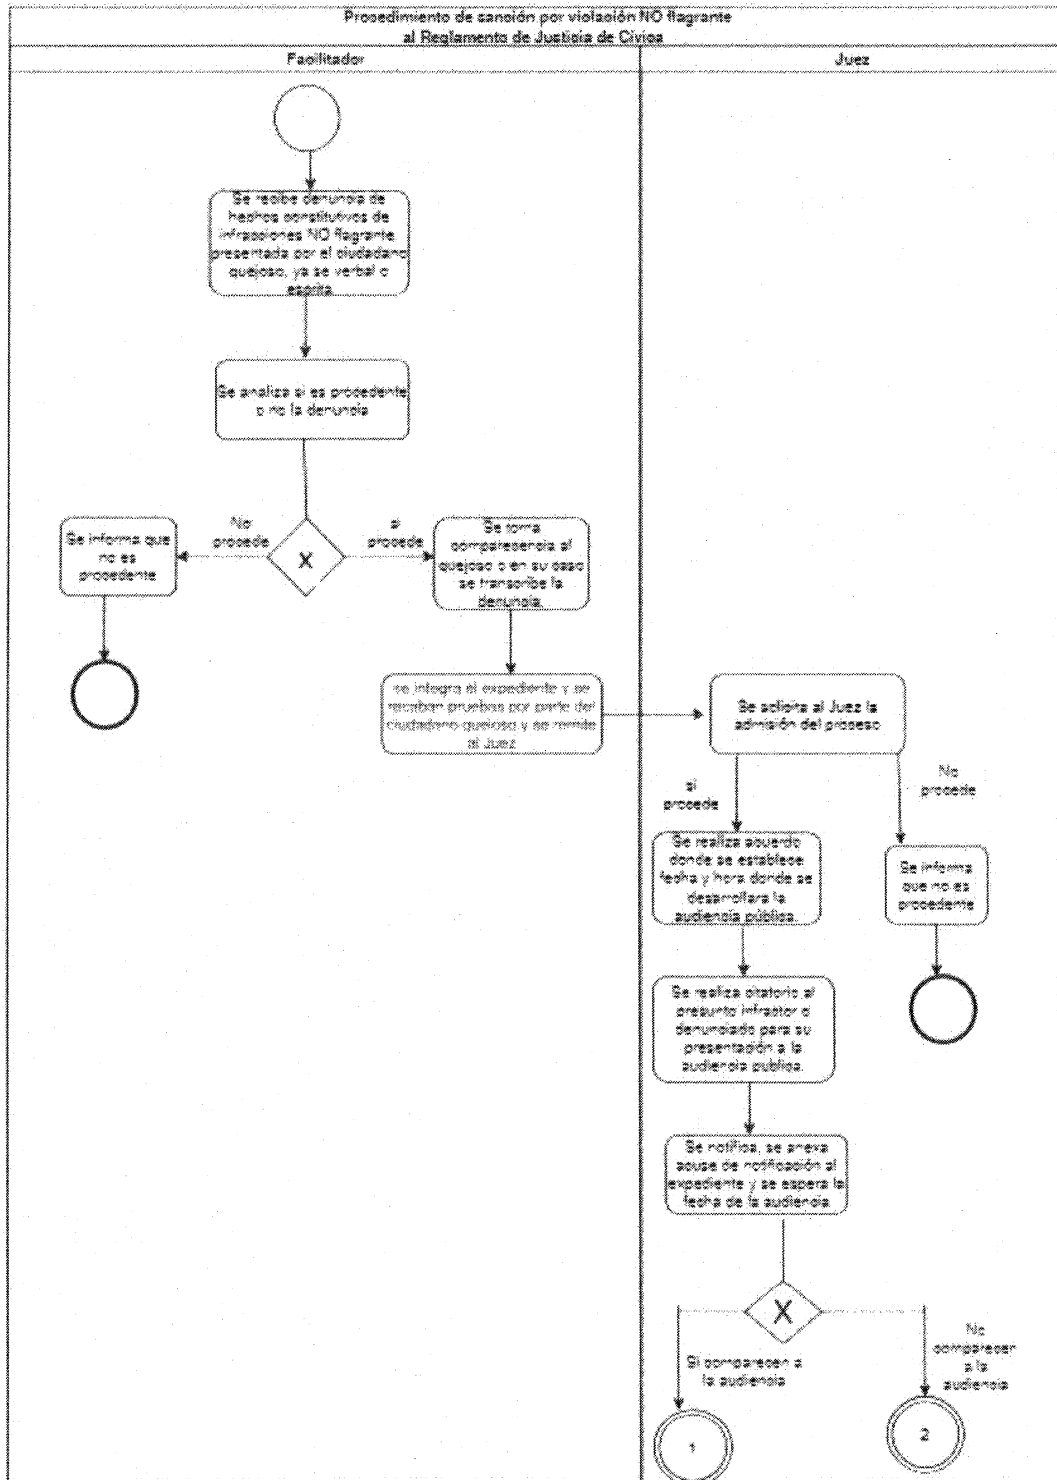 Procedimiento de sanción por violación NO flagrante
al Reglamento de Justicia de Cívica
Facilitador
Juez
Se recibe denuncia de
hechos constitutivos de
infracciones NO flagrante
presentada por el ciudadano
quejoso, ya se verbal o
escrita
Se analiza si es procedente
o no la denuncia
No
procede
si
procede
X
Se informa que
no es
procedente
Se toma
comparecencia al
quejoso o en su caso
se transcribe la
denuncia.
se integra el expediente y se
recaban pruebas por parte del
ciudadano quejoso y se remite
al Juez
Se solicita al Juez la
admisión del proceso
si
procede
No
procede
Se realiza acuerdo
donde se establece
fecha y hora donde se
desarrollara la
audiencia pública.
Se informa
que no es
procedente
Se realiza citatorio al
presunto infractor o
denunciado para su
presentación a la
audiencia publica.
Se notifica, se anexa
acuse de notificación al
expediente y se espera la
fecha de la audiencia
X
Si comparecer a
la audiencia
No
comparecer
a la
audiencia
1
2